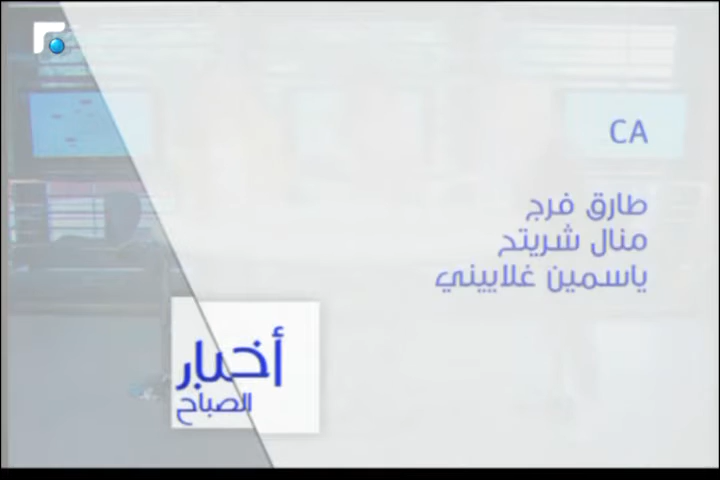 CA
طارق فرج
منال شريتح
ياسمين غلاييني
أخبار
الصباح